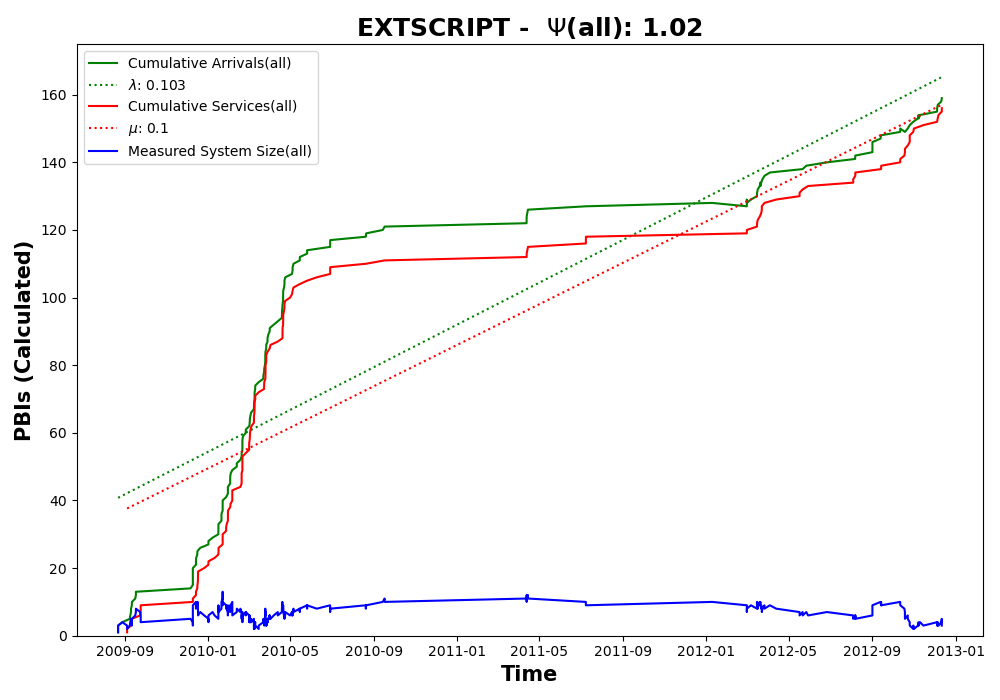 EXTSCRIPT -  Ψ(all): 1.02
Cumulative Arrivals(all)
λ: 0.103
Cumulative Services(all)
μ: 0.1
Measured System Size(all)
PBIs (Calculated)
160
140
120
100
80
60
40
20
0
2009-09 2010-01 2010-05 2010-09 2011-01 2011-05 2011-09 2012-01 2012-05 2012-09 2013-01
Time